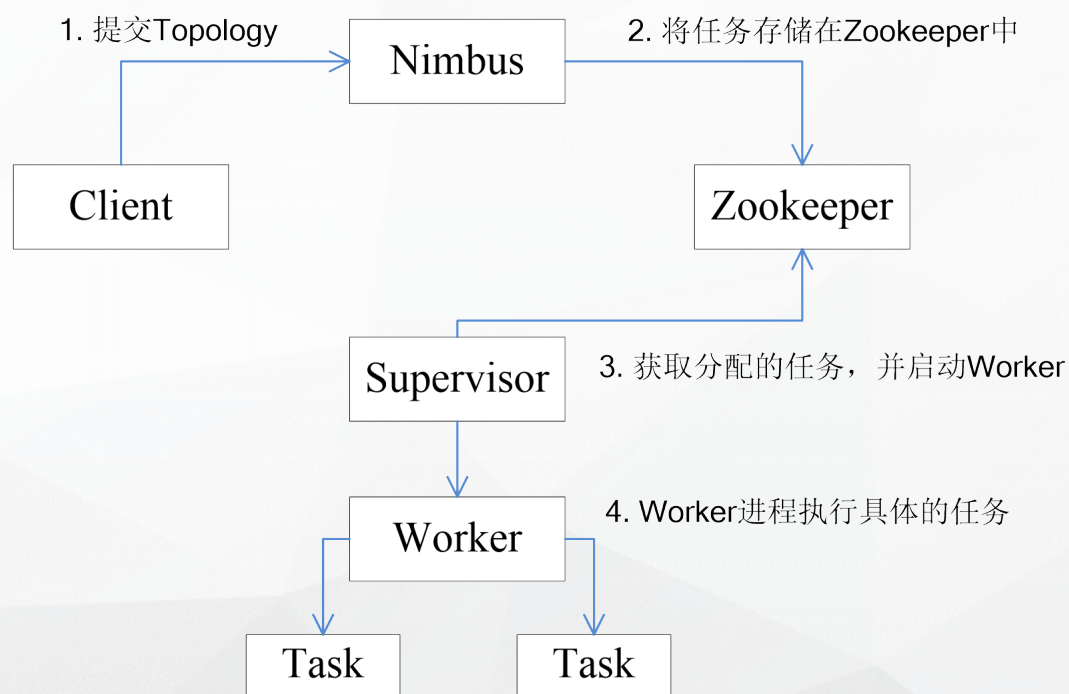 1. 提交Topology
Nimbus
2. 将任务存储在Zookeeper中
Client
Zookeeper
Supervisor
3. 获取分配的任务，并启动Worker
Worker
4. Worker进程执行具体的任务
Task
Task